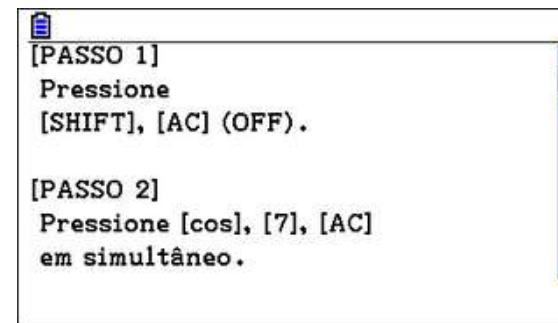 [PASSO 1]
Pressione
[SHIFT], [AC] (OFF).
[PASSO 2]
Pressione [cos], [7], [AC]
em simultâneo.